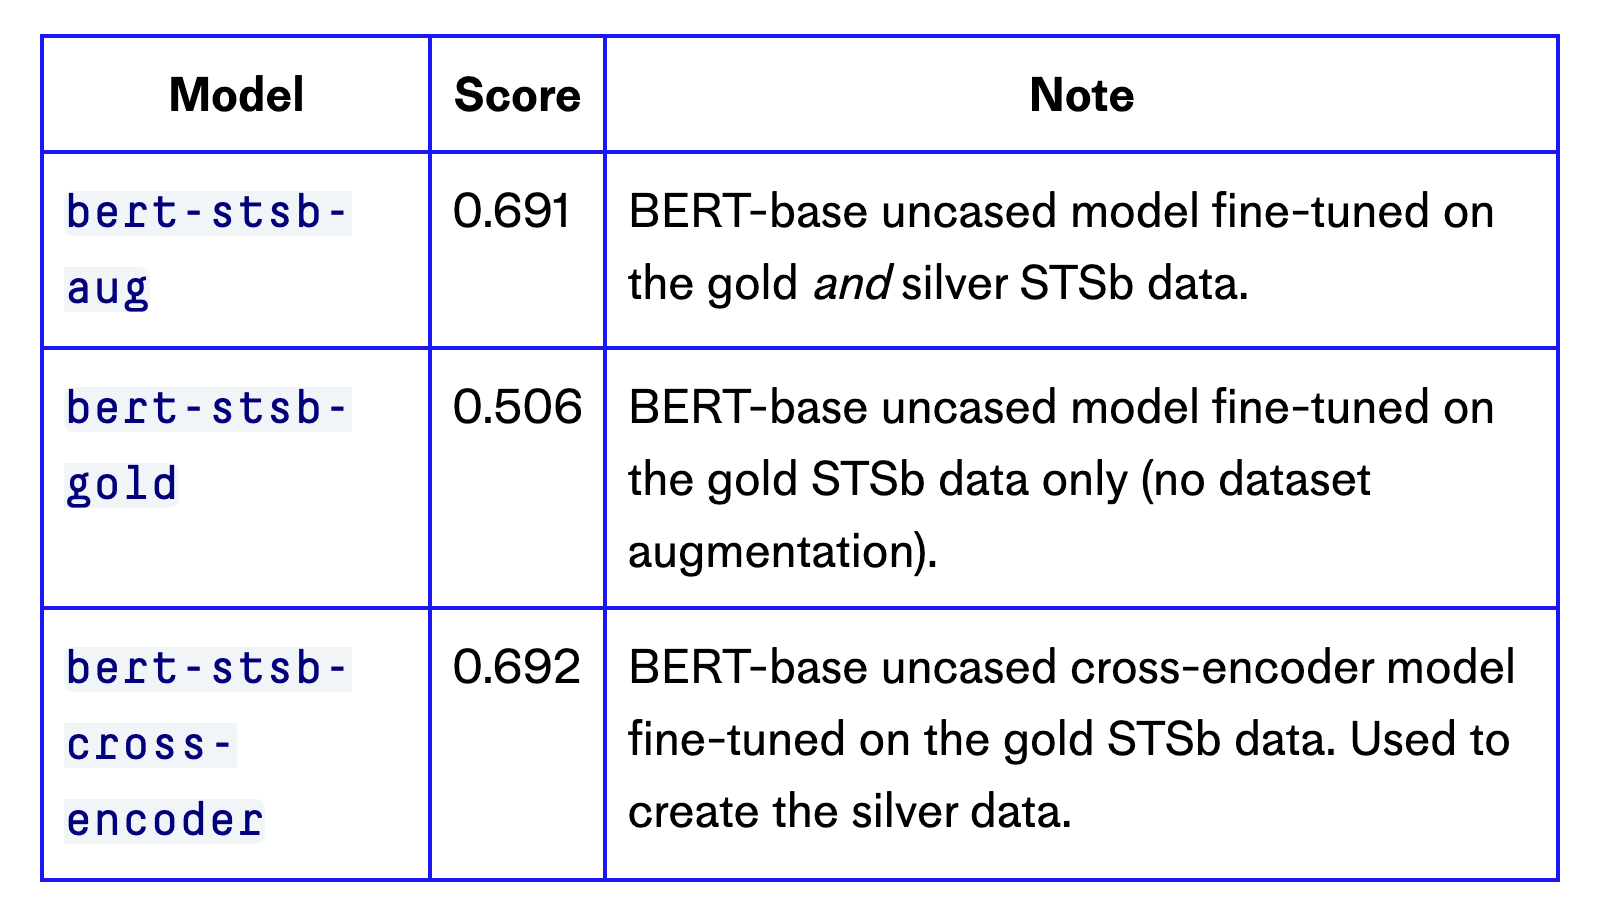 Model Score Note
bert-stsb- 0.691 BERT-base uncased model fine-tuned on
aug the gold and silver STSb data.
bert-stsb- 0.506 BERT-base uncased model fine-tuned on
gold the gold STSb data only (no dataset
augmentation).
bert-stsb- 0.692 BERT-base uncased cross-encoder model
cross- fine-tuned on the gold STSb data. Used to
encoder create the silver data.